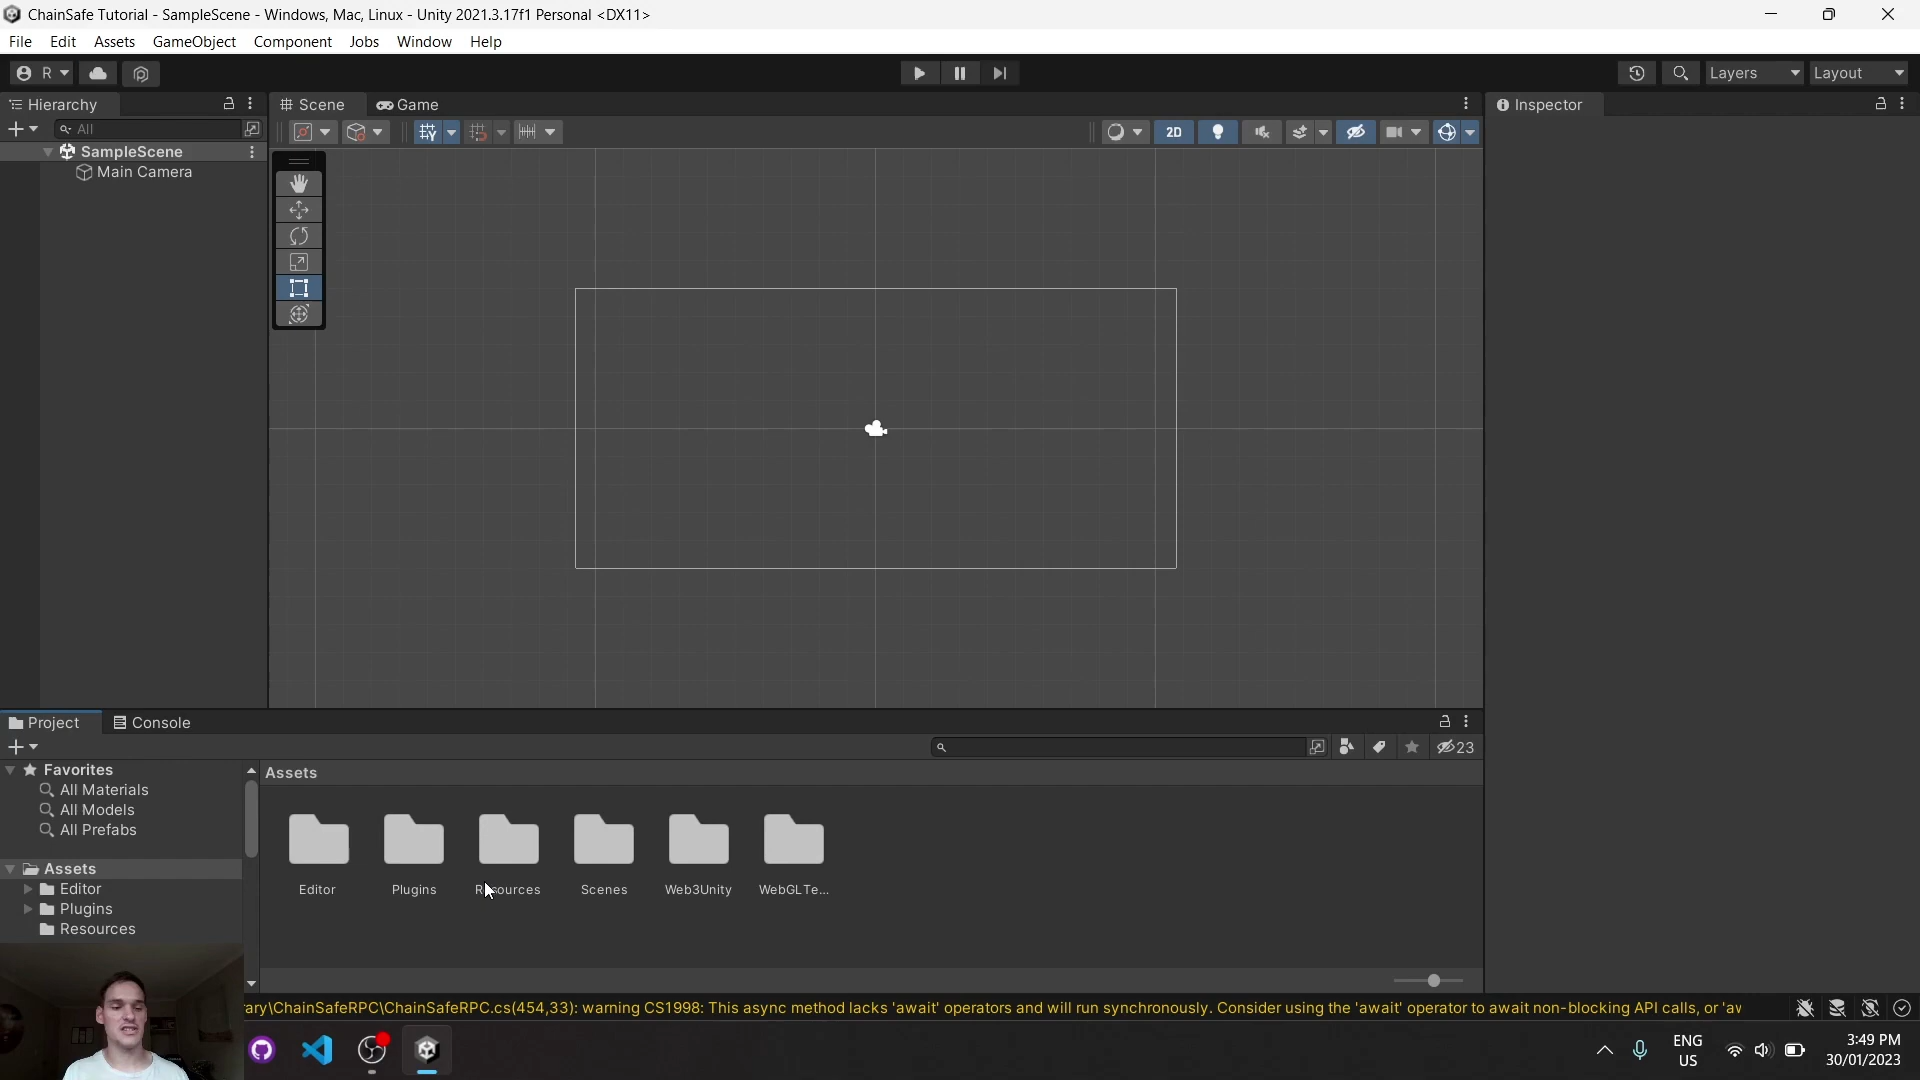 ChainSafe Tutorial - SampleScene - Windows, Mac, Linux - Unity 2021.3.17f1 Personal <DX11>
File Edit Assets GameObject Component Jobs Window Help
R Layers Layout
Hierarchy Scene Game Inspector
All 2D
SampleScene
Main Camera
Project Console
23
Favorites Assets
All Materials
All Models
All Prefabs
Editor Plugins Resources Scenes Web3Unity WebGLTe...
Assets
Editor
Plugins
Resources
rary\ChainSafeRPC\ChainSafeRPC.cs(454,33): warning CS1998: This async method lacks 'await' operators and will run synchronously. Consider using the 'await' operator to await non-blocking API calls, or 'av
ENG
US
3:49 PM
30/01/2023